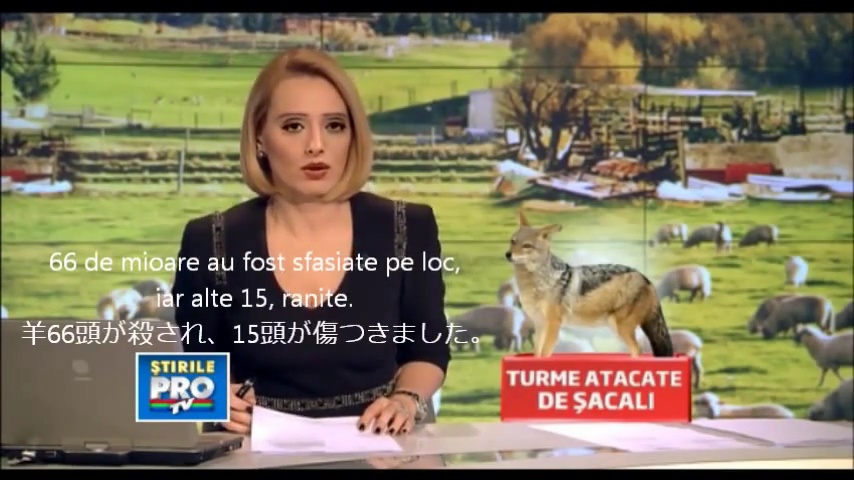 66 de mioare au fost sfasiate pe loc,
iar alte 15, ranite.
羊66頭が殺され、15頭が傷つきました。
ȘTIRILE
PRO
TV
TURME ATACATE
DE ȘACALI